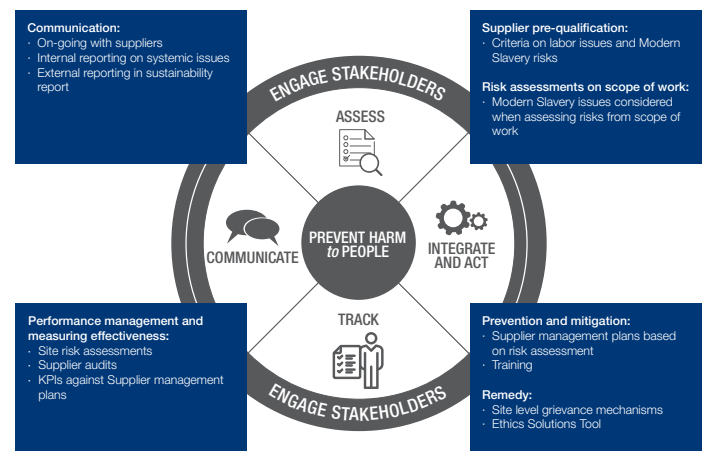 Communication:
· On-going with suppliers
· Internal reporting on systemic issues
· External reporting in sustainability
report
Supplier pre-qualification:
· Criteria on labor issues and Modern
Slavery risks
Risk assessments on scope of work:
· Modern Slavery issues considered
when assessing risks from scope of
work
ENGAGE STAKEHOLDERS
ASSESS
COMMUNICATE
PREVENT HARM
to PEOPLE
INTEGRATE
AND ACT
TRACK
ENGAGE STAKEHOLDERS
Performance management and
measuring effectiveness:
· Site risk assessments
· Supplier audits
· KPIs against Supplier management
plans
Prevention and mitigation:
· Supplier management plans based
on risk assessment
· Training
Remedy:
· Site level grievance mechanisms
· Ethics Solutions Tool